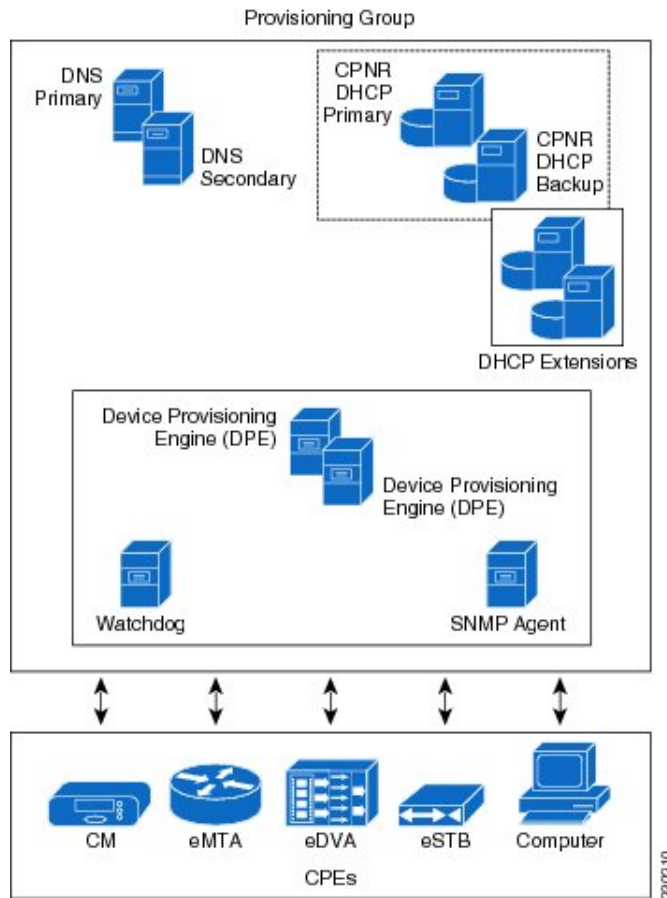 Provisioning Group
DNS
Primary
DNS
Secondary
CPNR
DHCP
Primary
CPNR
DHCP
Backup
DHCP Extensions
Device Provisioning
Engine (DPE)
Device Provisioning
Engine (DPE)
Watchdog
SNMP Agent
CM
eMTA
eDVA
eSTB
Computer
CPEs